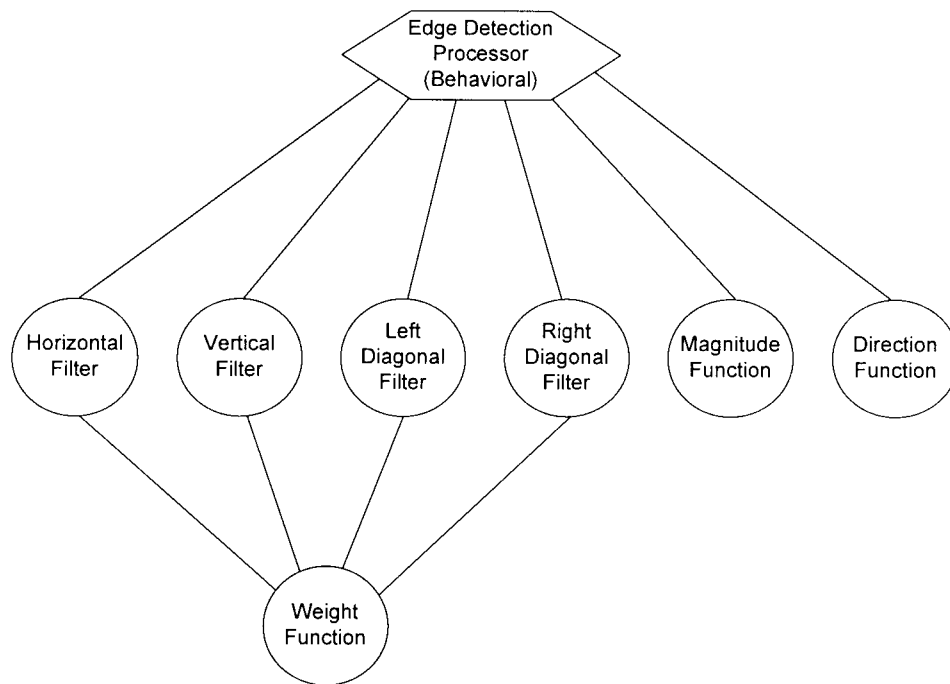 Edge Detection
Processor
(Behavioral)
Horizontal
Filter
Vertical
Filter
Left
Diagonal
Filter
Right
Diagonal
Filter
Magnitude
Function
Direction
Function
Weight
Function